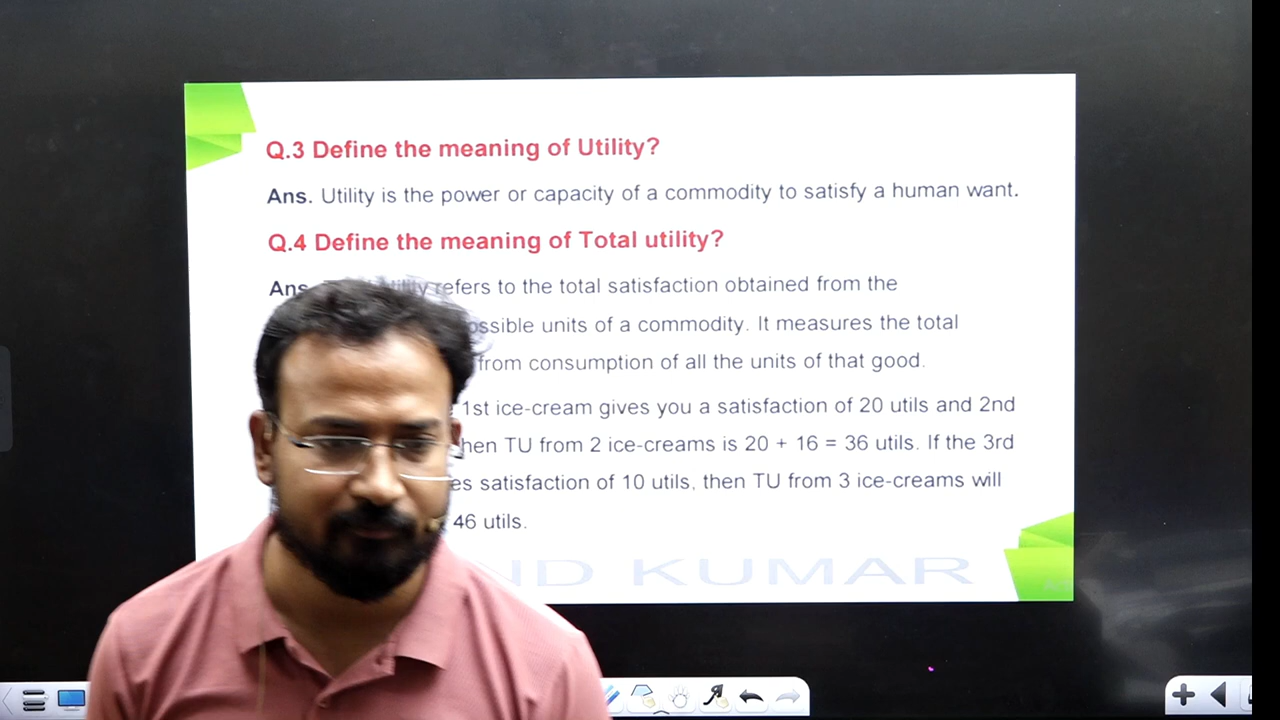 Q.3 Define the meaning of Utility?
Ans. Utility is the power or capacity of a commodity to satisfy a human want.
Q.4 Define the meaning of Total utility?
Ans refers to the total satisfaction obtained from the
units of a commodity. It measures the total
from consumption of all the units of that good.
1st ice-cream gives you a satisfaction of 20 utils and 2nd
TU from 2 ice-creams is 20 + 16 = 36 utils. If the 3rd
satisfaction of 10 utils, then TU from 3 ice-creams will
46 utils.
ND KUMAR